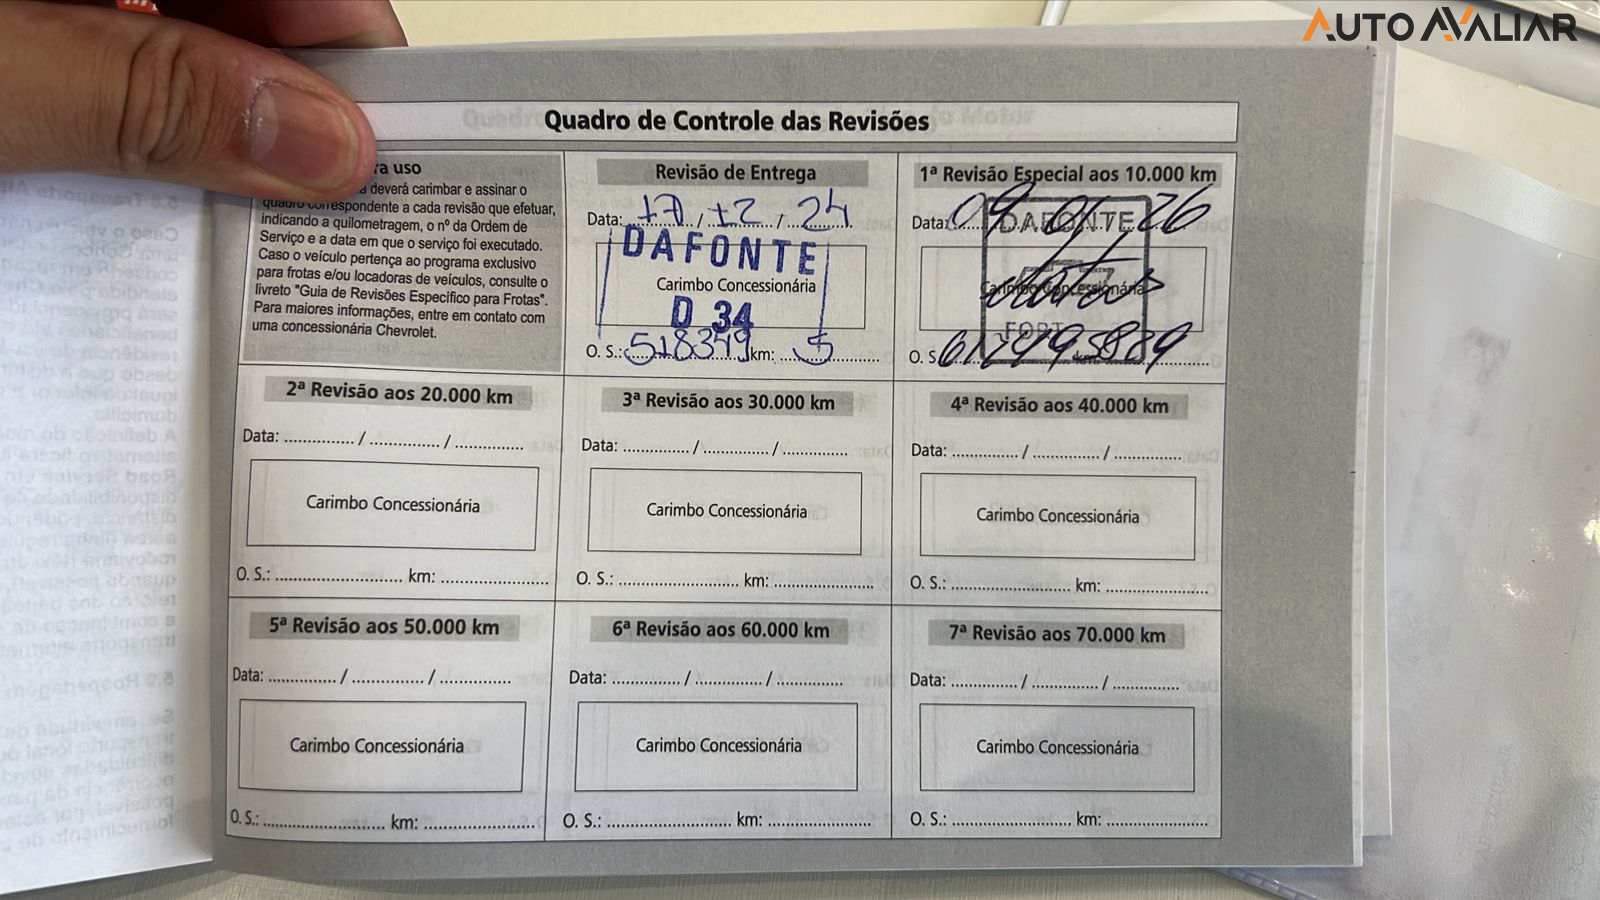 AUTO AVALIAR
Quadro de Controle das Revisões
ra uso
deverá carimbar e assinar o
quadro correspondente a cada revisão que efetuar,
indicando a quilometragem, o nº da Ordem de
Serviço e a data em que o serviço foi executado.
Caso o veículo pertença ao programa exclusivo
para frotas e/ou locadoras de veículos, consulte o
livreto "Guia de Revisões Específico para Frotas".
Para maiores informações, entre em contato com
uma concessionária Chevrolet.
Revisão de Entrega
Data: 17 / 12 / 24
DAFONTE
Carimbo Concessionária
D 34
O. S.: 518349 km: 5
1ª Revisão Especial aos 10.000 km
Data: 09 01 26
DAFONTE
Carimbo Concessionária
FORT
O. S
2ª Revisão aos 20.000 km
Data: ............... / ............... / ...............
Carimbo Concessionária
O. S.: ............................ km: ........................
3ª Revisão aos 30.000 km
Data: ............... / ............... / ...............
Carimbo Concessionária
O. S.: ............................ km: ........................
4ª Revisão aos 40.000 km
Data: ............... / ............... / ...............
Carimbo Concessionária
O. S.: ............................ km: ........................
5ª Revisão aos 50.000 km
Data: ............... / ............... / ...............
Carimbo Concessionária
O. S.: ............................ km: ........................
6ª Revisão aos 60.000 km
Data: ............... / ............... / ...............
Carimbo Concessionária
O. S.: ............................ km: ........................
7ª Revisão aos 70.000 km
Data: ............... / ............... / ...............
Carimbo Concessionária
O. S.: ............................ km: ........................